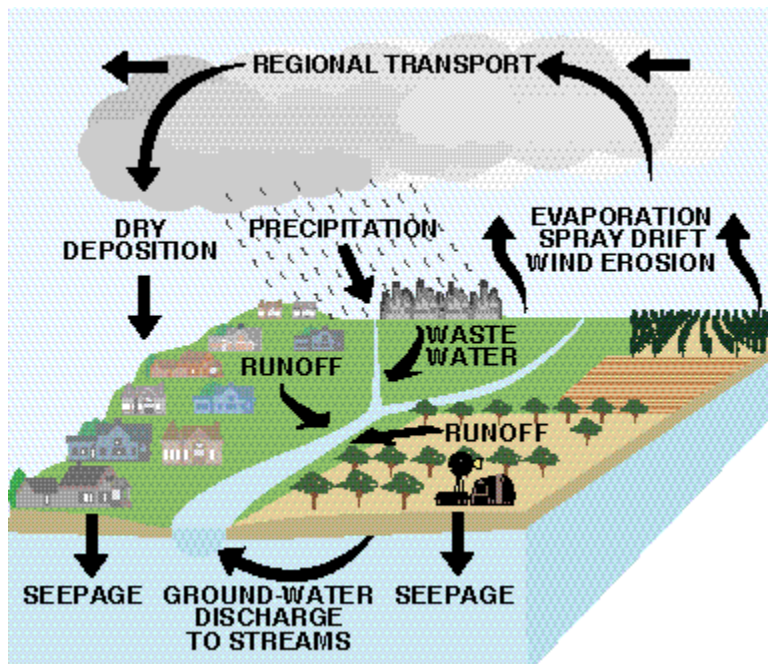 REGIONAL TRANSPORT
DRY
DEPOSITION
PRECIPITATION
EVAPORATION
SPRAY DRIFT
WIND EROSION
WASTE
WATER
RUNOFF
RUNOFF
SEEPAGE
GROUND-WATER
DISCHARGE
TO STREAMS
SEEPAGE